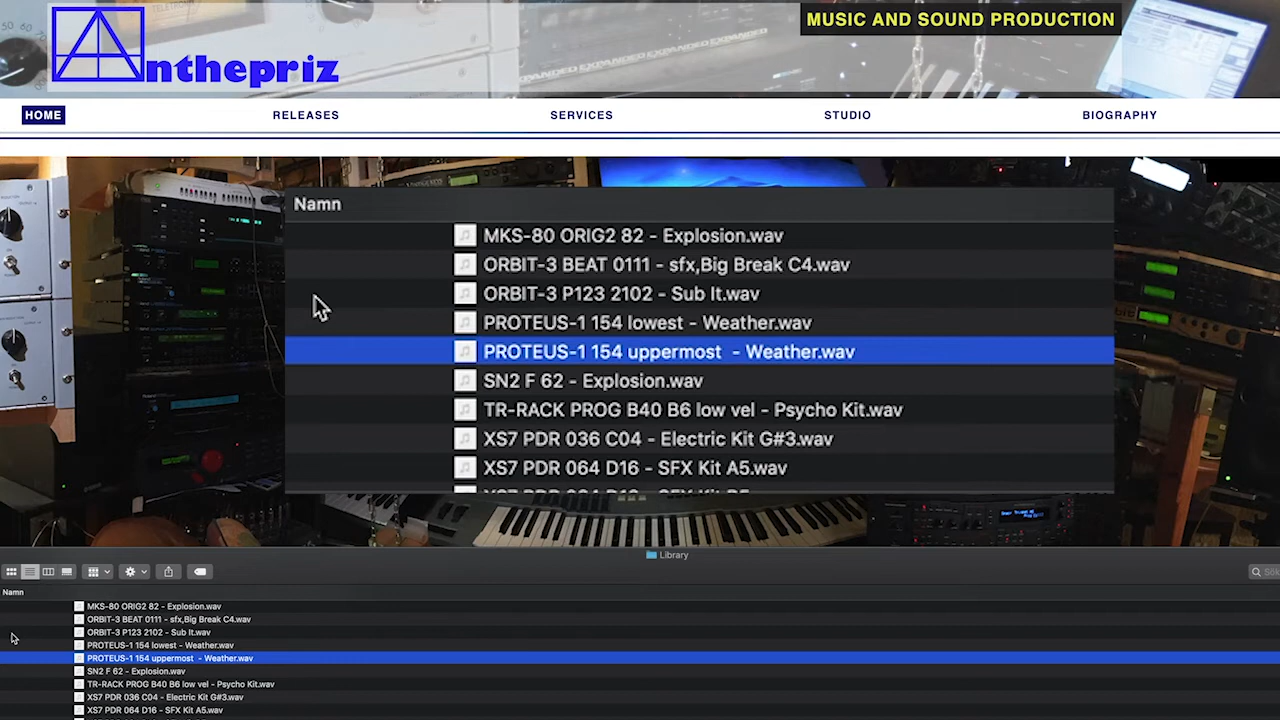 Anthepriz
MUSIC AND SOUND PRODUCTION
HOME
RELEASES
SERVICES
STUDIO
BIOGRAPHY
Namn
MKS-80 ORIG2 82 - Explosion.wav
ORBIT-3 BEAT 0111 - sfx,Big Break C4.wav
ORBIT-3 P123 2102 - Sub It.wav
PROTEUS-1 154 lowest - Weather.wav
PROTEUS-1 154 uppermost  - Weather.wav
SN2 F 62 - Explosion.wav
TR-RACK PROG B40 B6 low vel - Psycho Kit.wav
XS7 PDR 036 C04 - Electric Kit G#3.wav
XS7 PDR 064 D16 - SFX Kit A5.wav
Library
Namn
MKS-80 ORIG2 82 - Explosion.wav
ORBIT-3 BEAT 0111 - sfx,Big Break C4.wav
ORBIT-3 P123 2102 - Sub It.wav
PROTEUS-1 154 lowest - Weather.wav
PROTEUS-1 154 uppermost  - Weather.wav
SN2 F 62 - Explosion.wav
TR-RACK PROG B40 B6 low vel - Psycho Kit.wav
XS7 PDR 036 C04 - Electric Kit G#3.wav
XS7 PDR 064 D16 - SFX Kit A5.wav